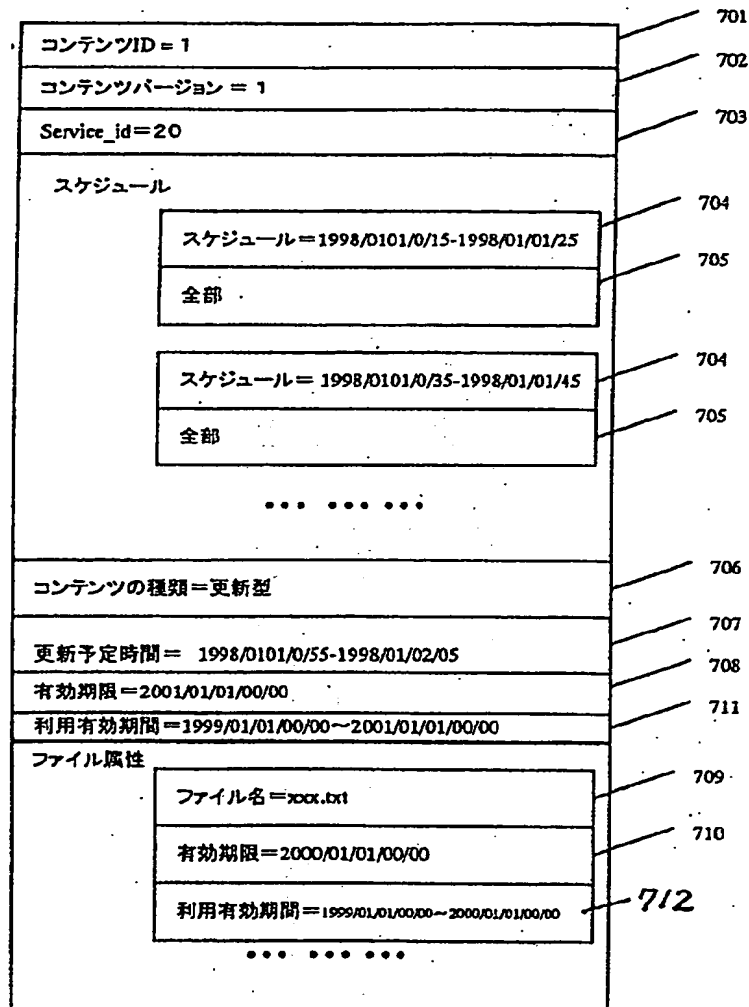 701
コンテンツID = 1
702
コンテンツバージョン = 1
703
Service_id=20
スケジュール
704
スケジュール=1998/0101/0/15-1998/01/01/25
705
全部
704
スケジュール= 1998/0101/0/35-1998/01/01/45
705
全部
••• ••• •••
706
コンテンツの種類=更新型
707
更新予定時間= 1998/0101/0/55-1998/01/02/05
708
有効期限=2001/01/01/00/00
711
利用有効期間=1999/01/01/00/00~2001/01/01/00/00
ファイル属性
709
ファイル名=xxx.txt
710
有効期限=2000/01/01/00/00
利用有効期間=1999/01/01/00/00~2000/01/01/00/00
712
••• ••• •••